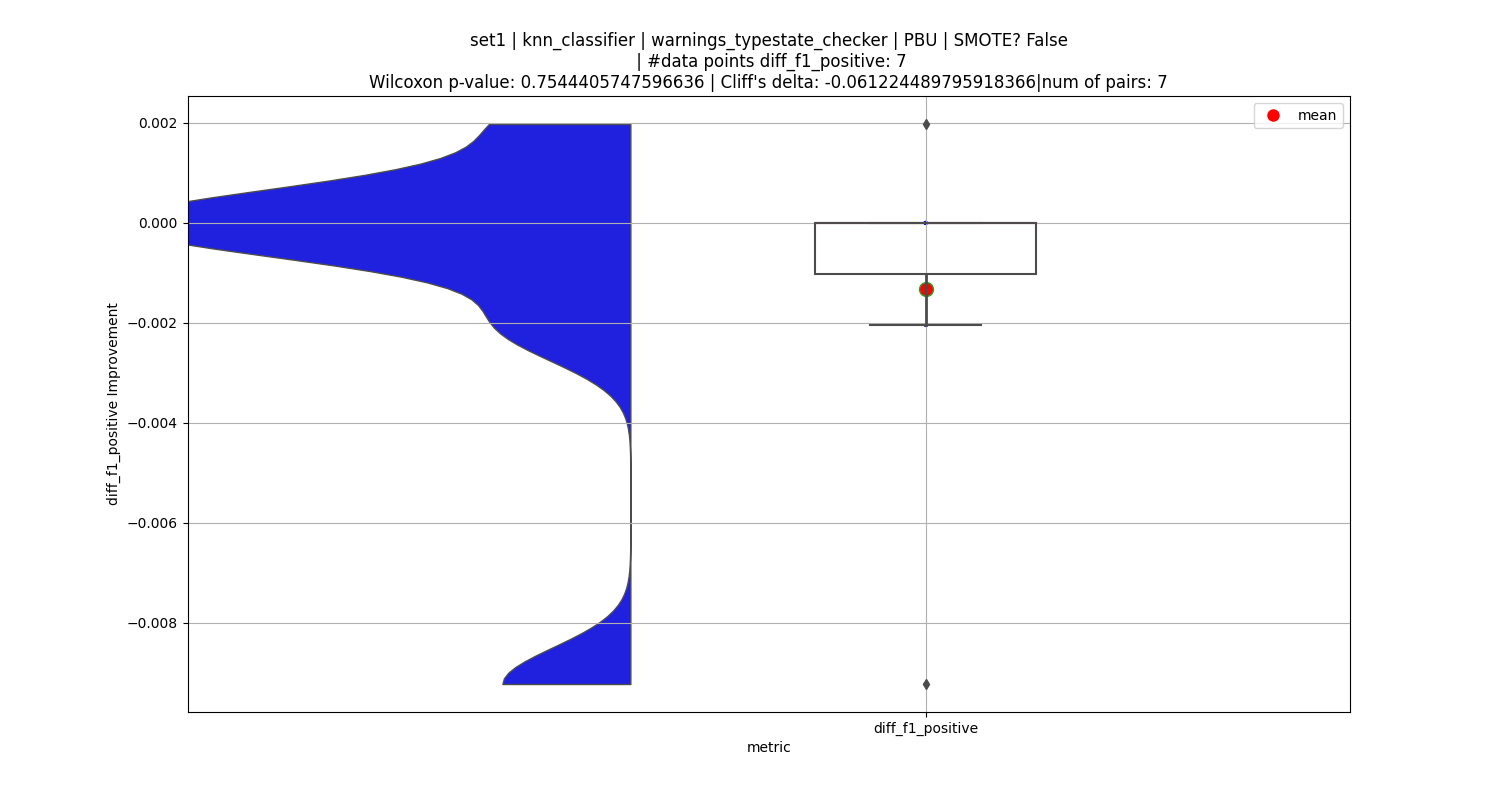 set1 | knn_classifier | warnings_typestate_checker | PBU | SMOTE? False
| #data points diff_f1_positive: 7
Wilcoxon p-value: 0.7544405747596636 | Cliff's delta: -0.061224489795918366|num of pairs: 7
mean
0.002
0.000
−0.002
−0.004
−0.006
−0.008
diff_f1_positive Improvement
diff_f1_positive
metric